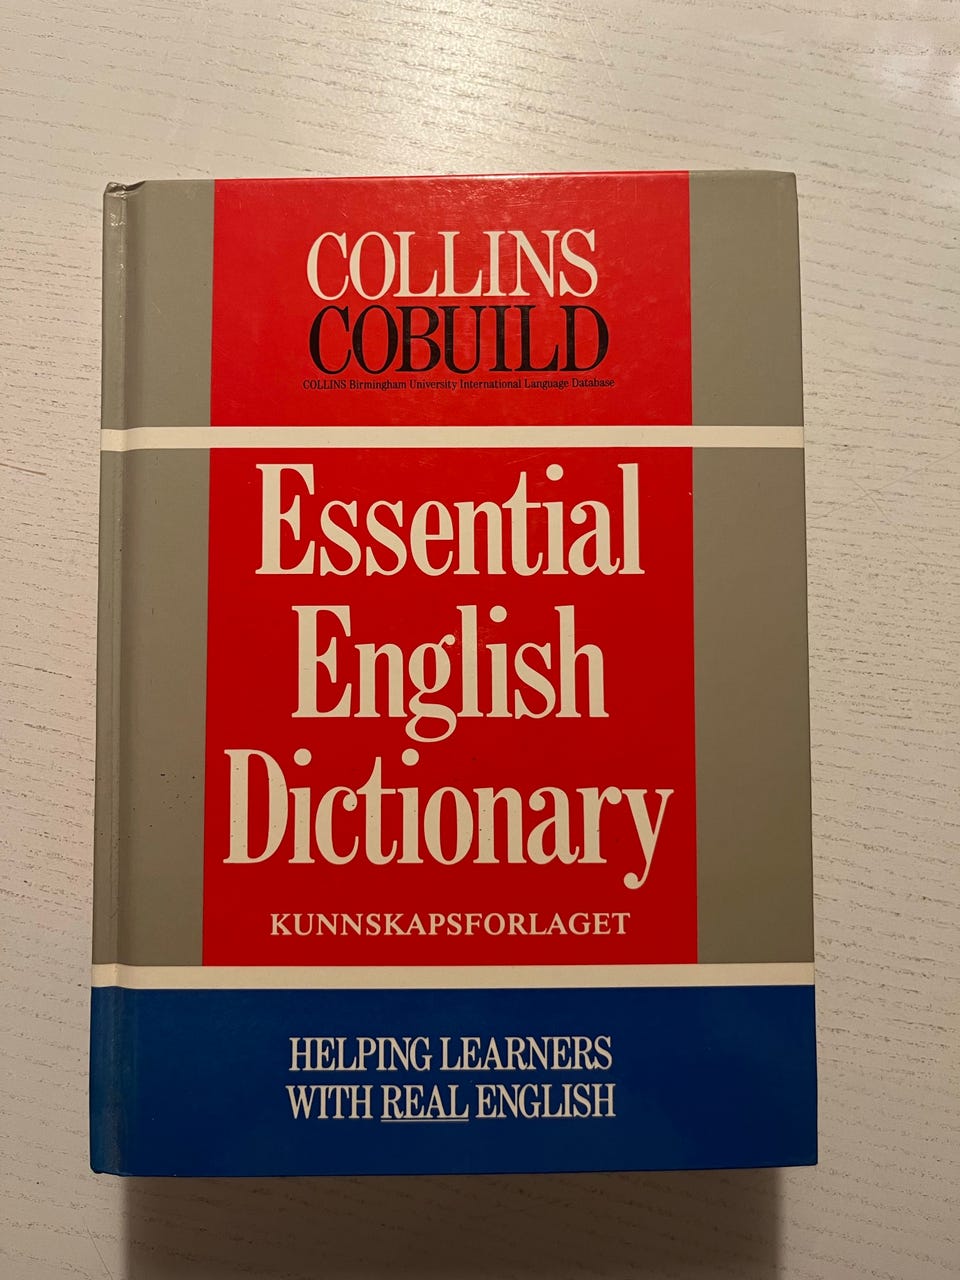 COLLINS
COBUILD
COLLINS Birmingham University International Language Database
Essential
English
Dictionary
KUNNSKAPSFORLAGET
HELPING LEARNERS
WITH REAL ENGLISH